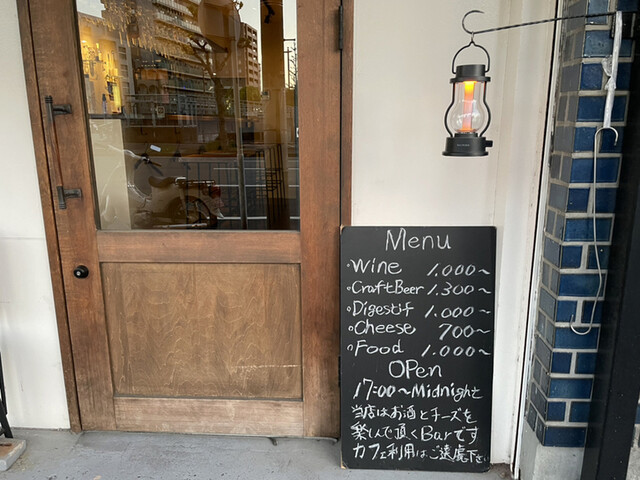 Menu
・Wine 1.000〜
・Craft Beer 1.300〜
・Digestif 1.000〜
・Cheese 700〜
・Food 1.000〜
OPen
17:00〜Midnight
当店はお酒とチーズを
楽しんで頂くBarです
カフェ利用はご遠慮下さい